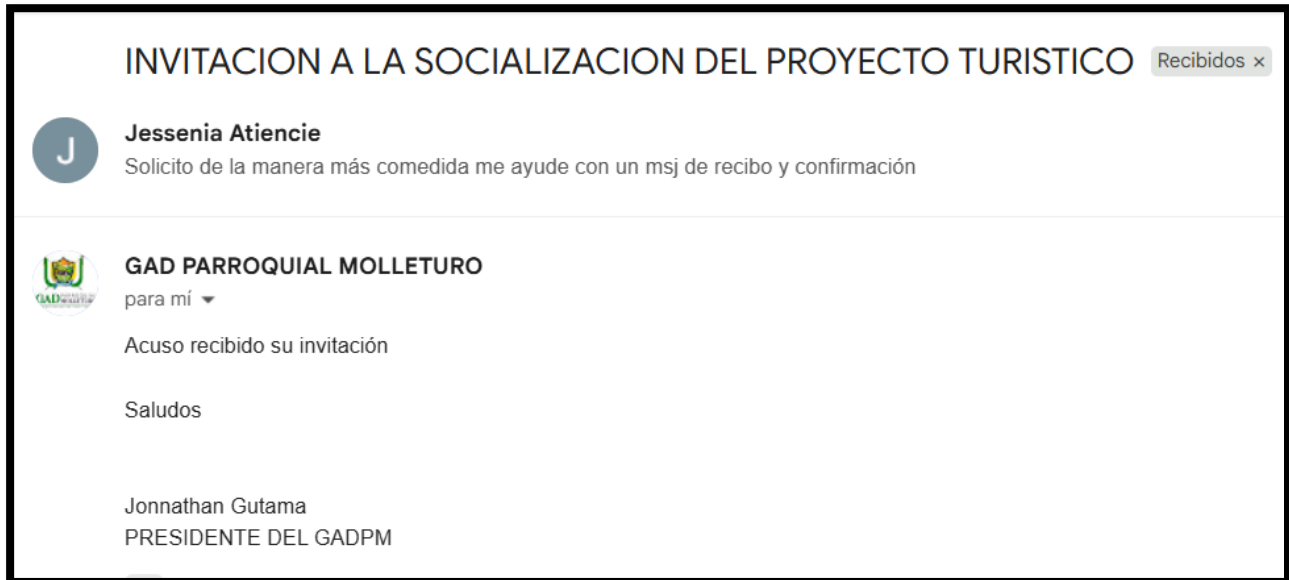 INVITACION A LA SOCIALIZACION DEL PROYECTO TURISTICO Recibidos x
J
Jessenia Atiencie
Solicito de la manera más comedida me ayude con un msj de recibo y confirmación
GAD PARROQUIAL MOLLETURO
GAD
para mí
Acuso recibido su invitación
Saludos
Jonnathan Gutama
PRESIDENTE DEL GADPM